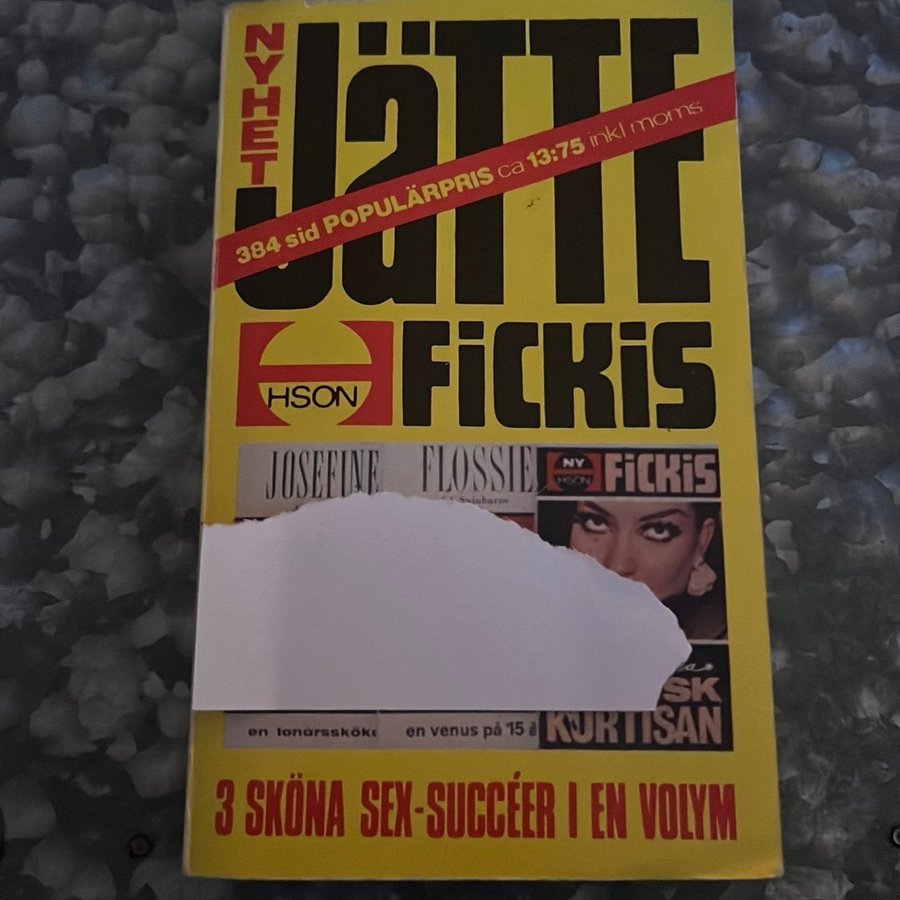 NYHET
JÄTTE
384 sid POPULÄRPRIS ca 13:75 inkl moms
HSON
FiCKiS
JOSEFINE
FLOSSIE
Swinburne
NY
HSON
FiCKiS
SK
KURTISAN
en tonårssköka
en venus på 15 å
3 SKÖNA SEX-SUCCÉER I EN VOLYM